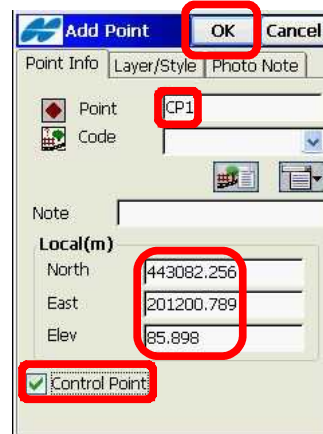 Add Point OK Cancel
Point Info Layer/Style Photo Note
Point CP1
Code
Note
Local(m)
North 443082.256
East 201200.789
Elev 85.898
Control Point